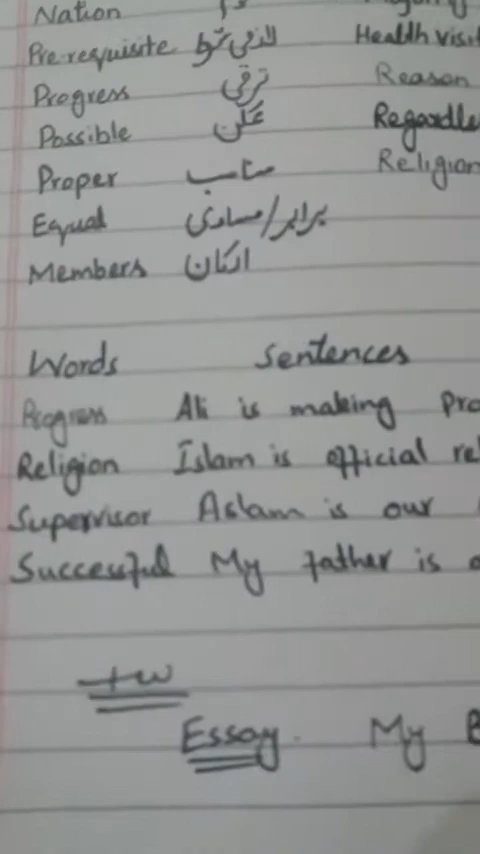 Nation
Pre-requisite لازمی شرط Health visi
Progress ترقی Reason
Possible ممکن Regardle
Proper مناسب Religion
Equal برابر/مساوی
Members ارکان
Words Sentences
Progress Ali is making Pro
Religion Islam is official re
Supervisor Aslam is our
Successful My father is
HW
Essay. My